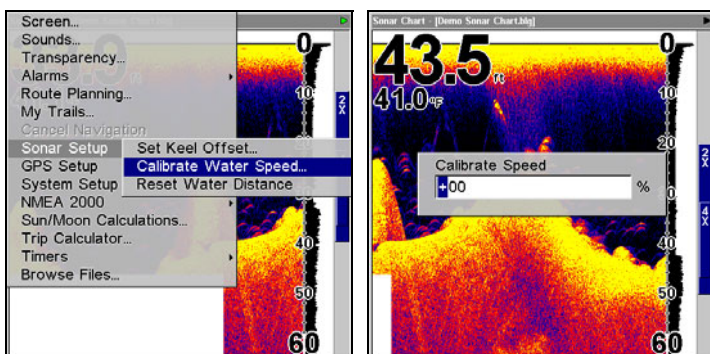 Screen...
Sounds...
Transparency...
Alarms
Route Planning...
My Trails...
Cancel Navigation
Sonar Setup
GPS Setup
System Setup
NMEA 2000
Sun/Moon Calculations...
Trip Calculator...
Timers
Browse Files...
Set Keel Offset...
Calibrate Water Speed...
Reset Water Distance
0
10
20
40
50
60
2X
Sonar Chart - [Demo Sonar Chart.blg]
43.5 ft
41.0 °F
0
10
20
40
50
60
Calibrate Speed
+00 %
2X
4X